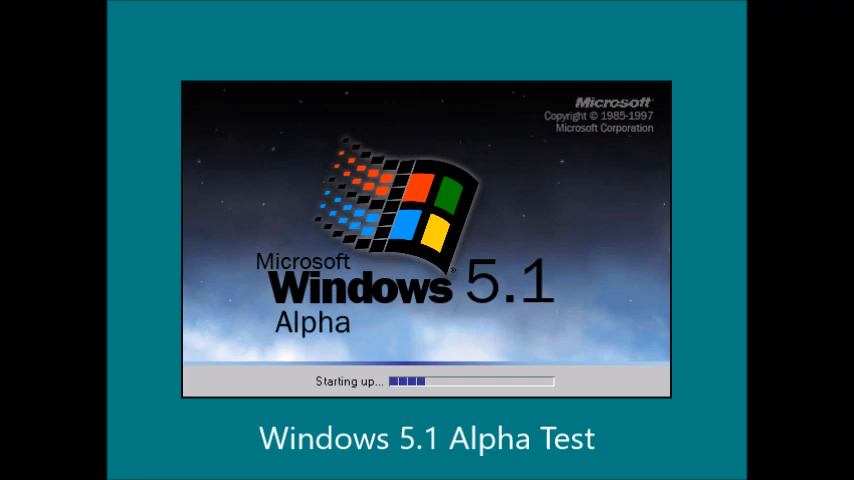 Microsoft
Copyright © 1985-1997
Microsoft Corporation
Microsoft
Windows 5.1
Alpha
Starting up...
Windows 5.1 Alpha Test